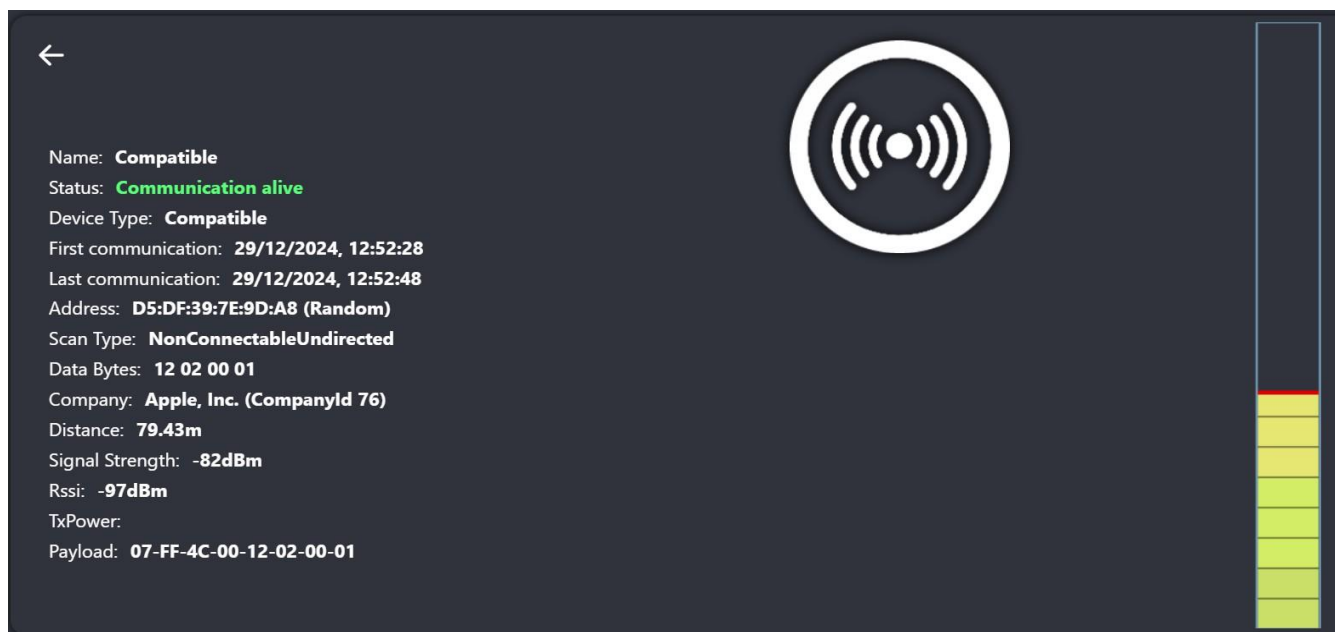 Name: Compatible
Status: Communication alive
Device Type: Compatible
First communication: 29/12/2024, 12:52:28
Last communication: 29/12/2024, 12:52:48
Address: D5:DF:39:7E:9D:A8 (Random)
Scan Type: NonConnectableUndirected
Data Bytes: 12 02 00 01
Company: Apple, Inc. (CompanyId 76)
Distance: 79.43m
Signal Strength: -82dBm
Rssi: -97dBm
TxPower:
Payload: 07-FF-4C-00-12-02-00-01